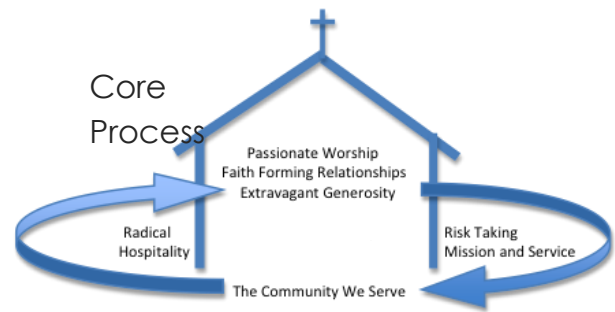 Core
Process
Passionate Worship
Faith Forming Relationships
Extravagant Generosity
Radical
Hospitality
Risk Taking
Mission and Service
The Community We Serve